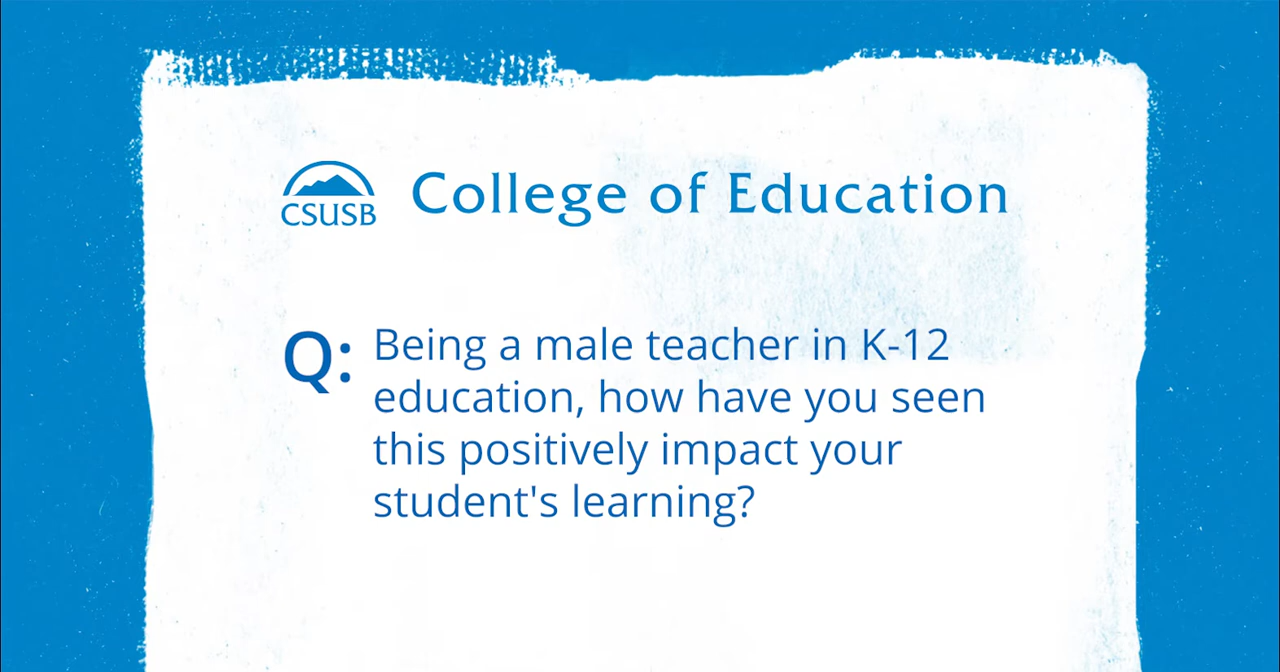 CSUSB
College of Education
Q: Being a male teacher in K-12
education, how have you seen
this positively impact your
student's learning?